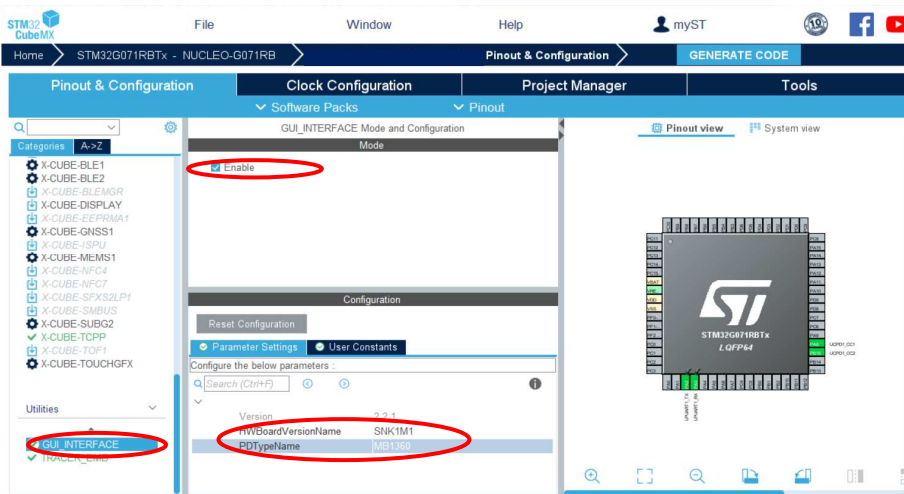 STM32 CubeMX
File Window Help myST
Home STM32G071RBTx - NUCLEO-G071RB Pinout & Configuration GENERATE CODE
Pinout & Configuration Clock Configuration Project Manager Tools
Software Packs Pinout
Categories A->Z
X-CUBE-BLE1
X-CUBE-BLE2
X-CUBE-BLEMGR
X-CUBE-DISPLAY
X-CUBE-EEPRMA1
X-CUBE-GNSS1
X-CUBE-ISPU
X-CUBE-MEMS1
X-CUBE-NFC4
X-CUBE-NFC7
X-CUBE-SFXS2LP1
X-CUBE-SMBUS
X-CUBE-SUBG2
X-CUBE-TCPP
X-CUBE-TOF1
X-CUBE-TOUCHGFX
Utilities
GUI_INTERFACE
TRACER_EMB
GUI_INTERFACE Mode and Configuration
Mode
Enable
Configuration
Reset Configuration
Parameter Settings User Constants
Configure the below parameters :
Search (Ctrl+F)
Version 2.2.1
HWBoardVersionName SNK1M1
PDTypeName MB1360
Pinout view System view
STM32G071RBTx
LQFP64
UCPD1_CC1
UCPD1_CC2
LPUART1_TX
LPUART1_RX